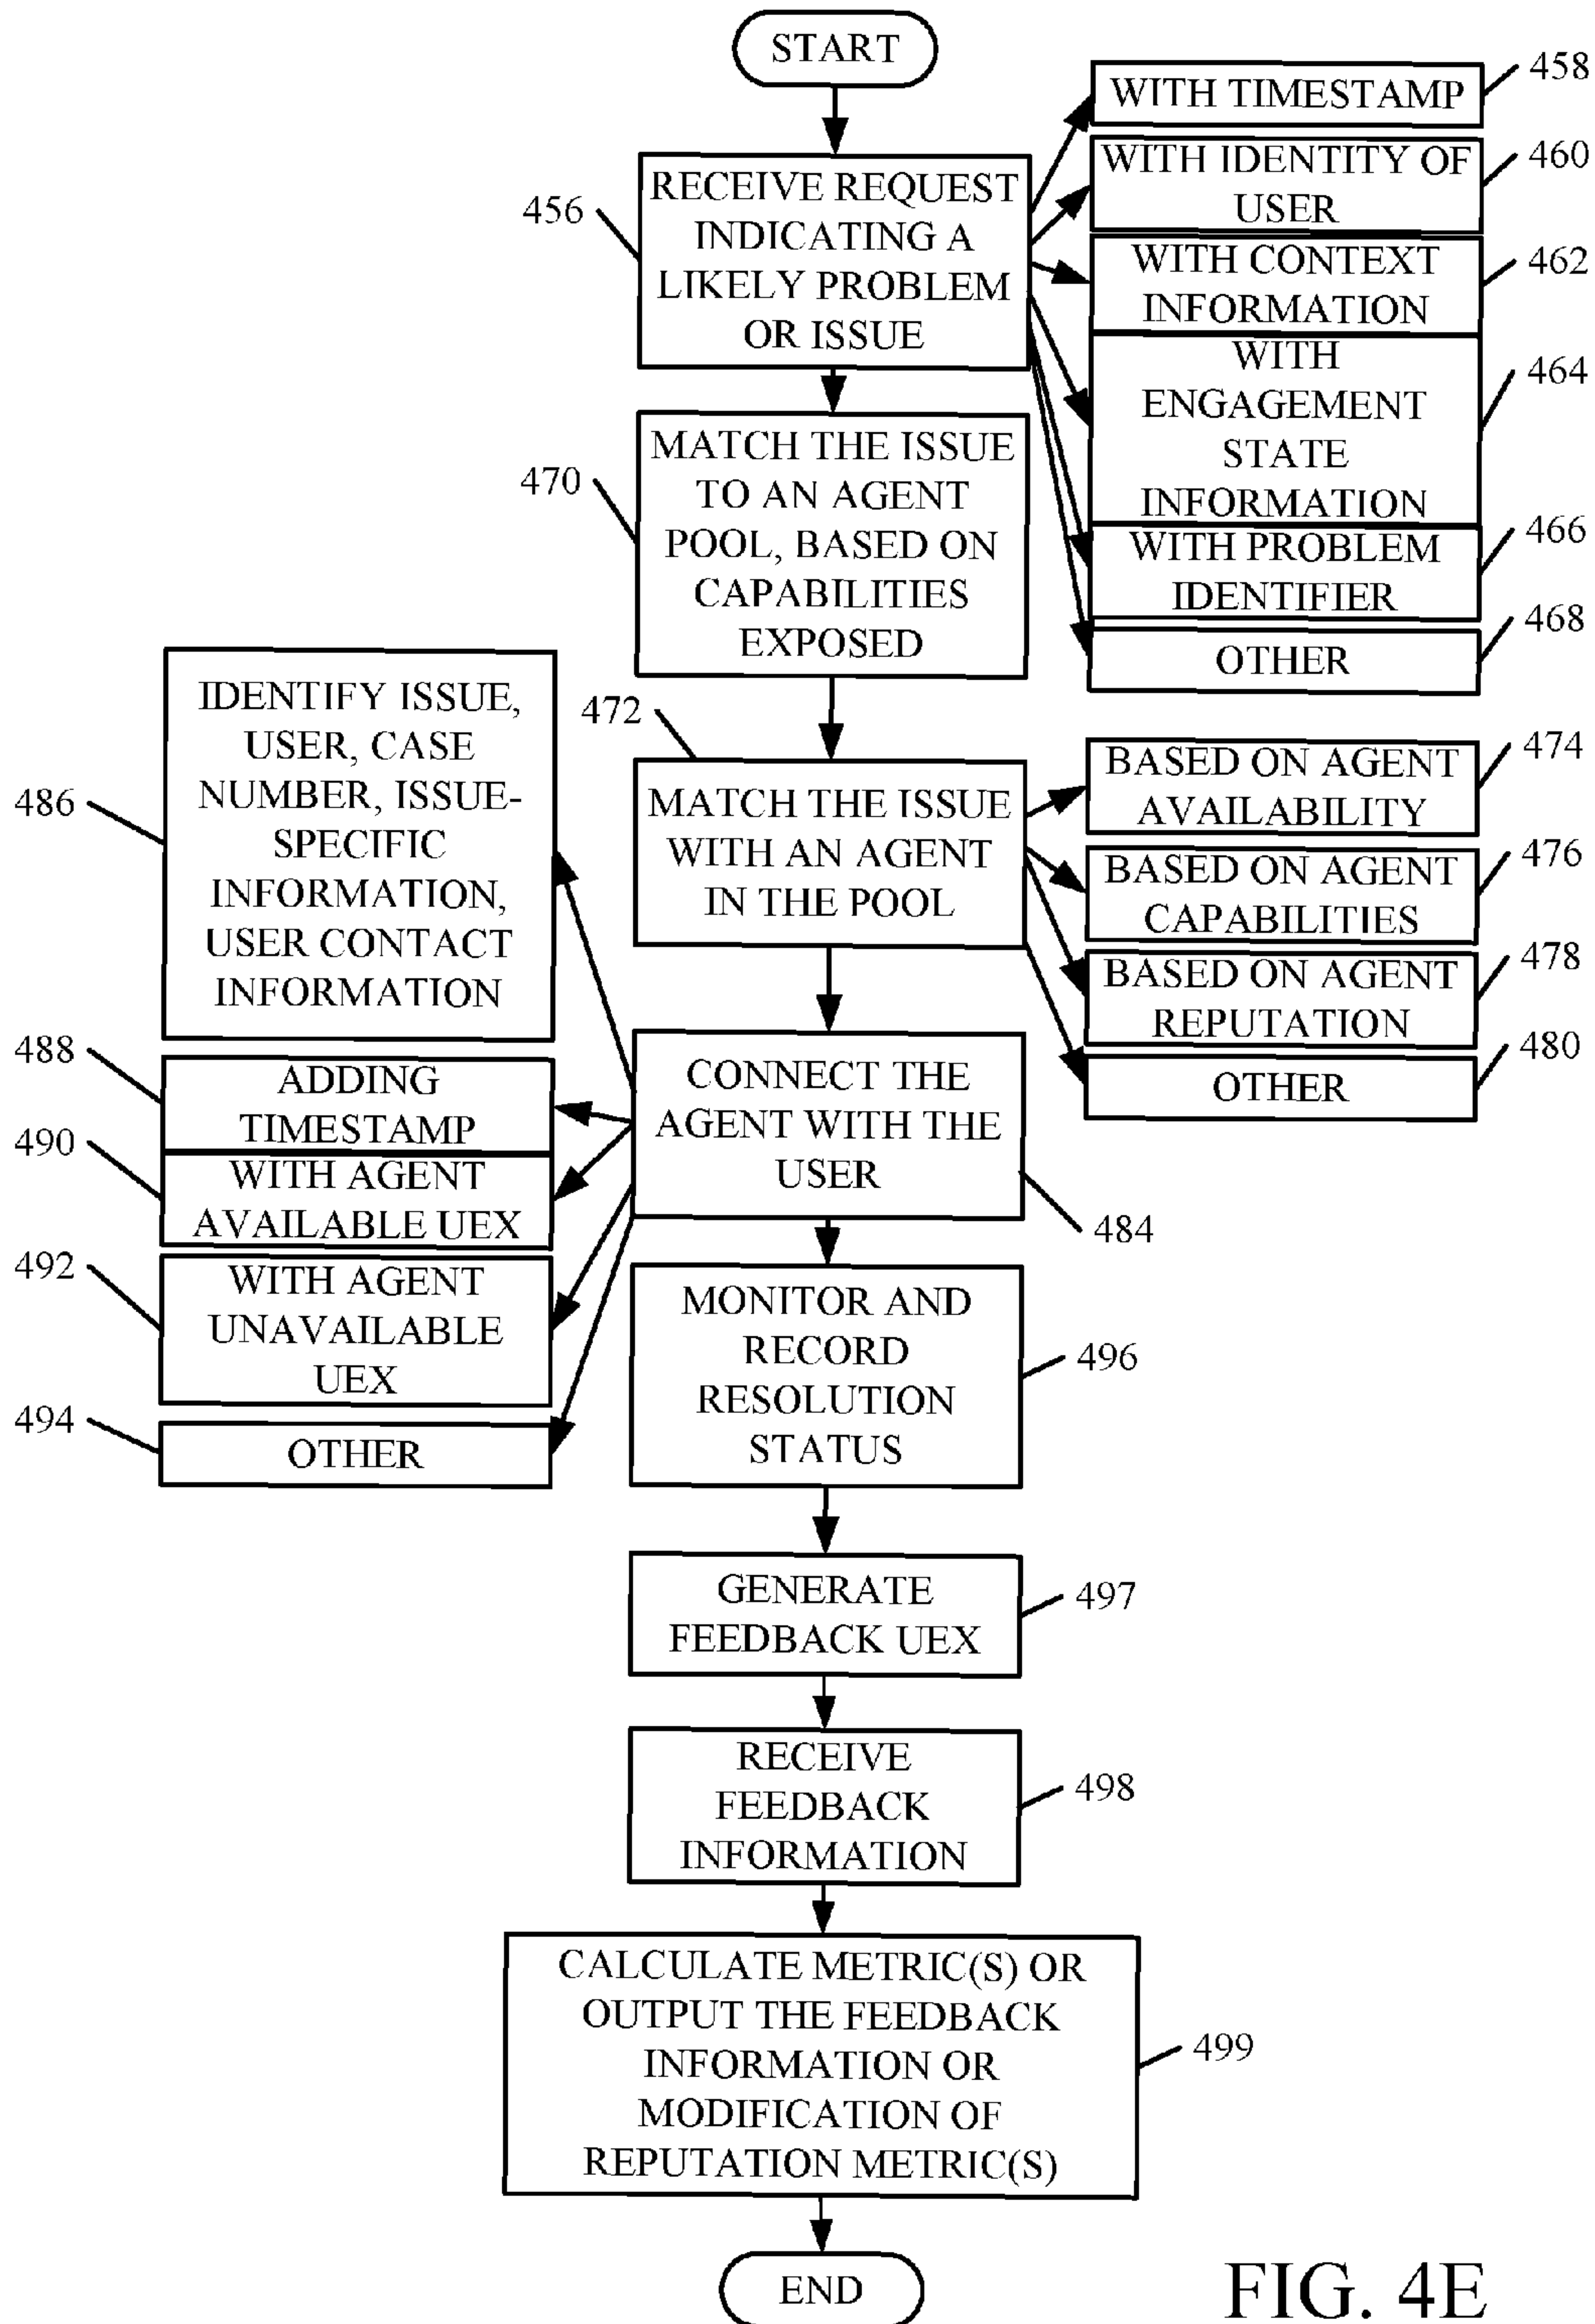 START
WITH TIMESTAMP
458
456
RECEIVE REQUEST
INDICATING A
LIKELY PROBLEM
OR ISSUE
WITH IDENTITY OF
USER
460
WITH CONTEXT
INFORMATION
462
WITH
ENGAGEMENT
STATE
INFORMATION
464
WITH PROBLEM
IDENTIFIER
466
OTHER
468
470
MATCH THE ISSUE
TO AN AGENT
POOL, BASED ON
CAPABILITIES
EXPOSED
472
MATCH THE ISSUE
WITH AN AGENT
IN THE POOL
BASED ON AGENT
AVAILABILITY
474
BASED ON AGENT
CAPABILITIES
476
BASED ON AGENT
REPUTATION
478
OTHER
480
486
IDENTIFY ISSUE,
USER, CASE
NUMBER, ISSUE-
SPECIFIC
INFORMATION,
USER CONTACT
INFORMATION
488
ADDING
TIMESTAMP
490
WITH AGENT
AVAILABLE UEX
492
WITH AGENT
UNAVAILABLE
UEX
494
OTHER
CONNECT THE
AGENT WITH THE
USER
484
MONITOR AND
RECORD
RESOLUTION
STATUS
496
GENERATE
FEEDBACK UEX
497
RECEIVE
FEEDBACK
INFORMATION
498
CALCULATE METRIC(S) OR
OUTPUT THE FEEDBACK
INFORMATION OR
MODIFICATION OF
REPUTATION METRIC(S)
499
END
FIG. 4E